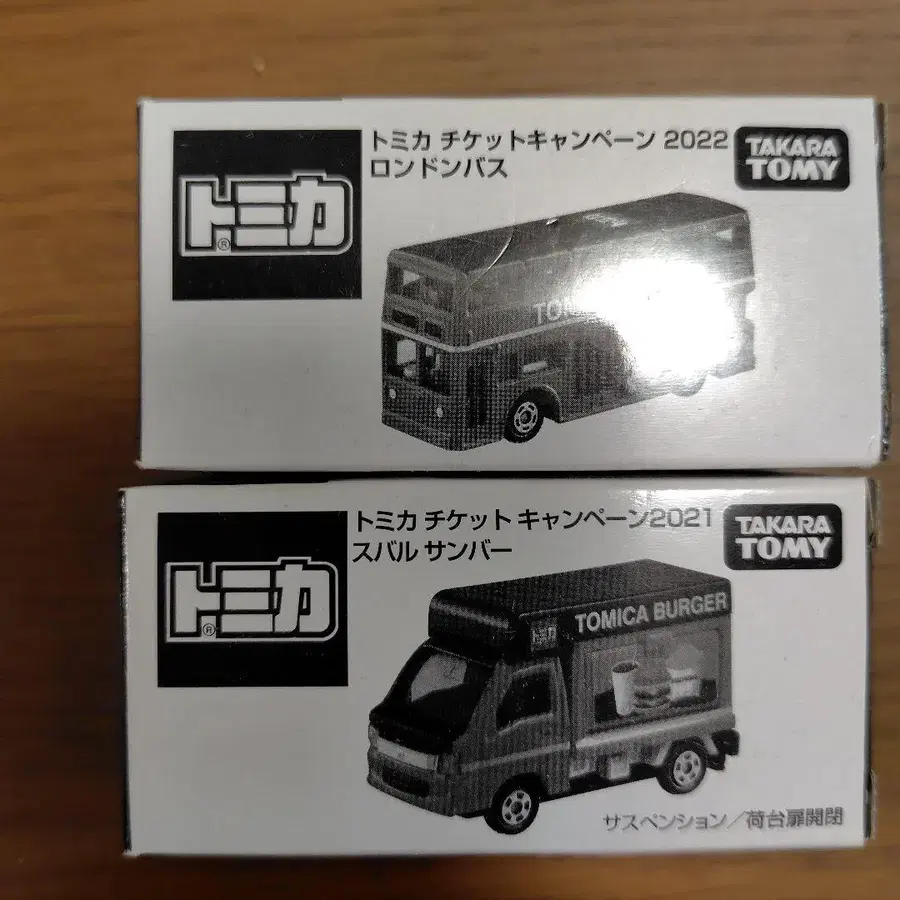 トミカ チケットキャンペーン 2022
ロンドンバス
トミカ®
TAKARA
TOMY
トミカ チケット キャンペーン2021
スバル サンバー
トミカ®
TAKARA
TOMY
トミカ
TOMICA BURGER
サスペンション/荷台扉開閉